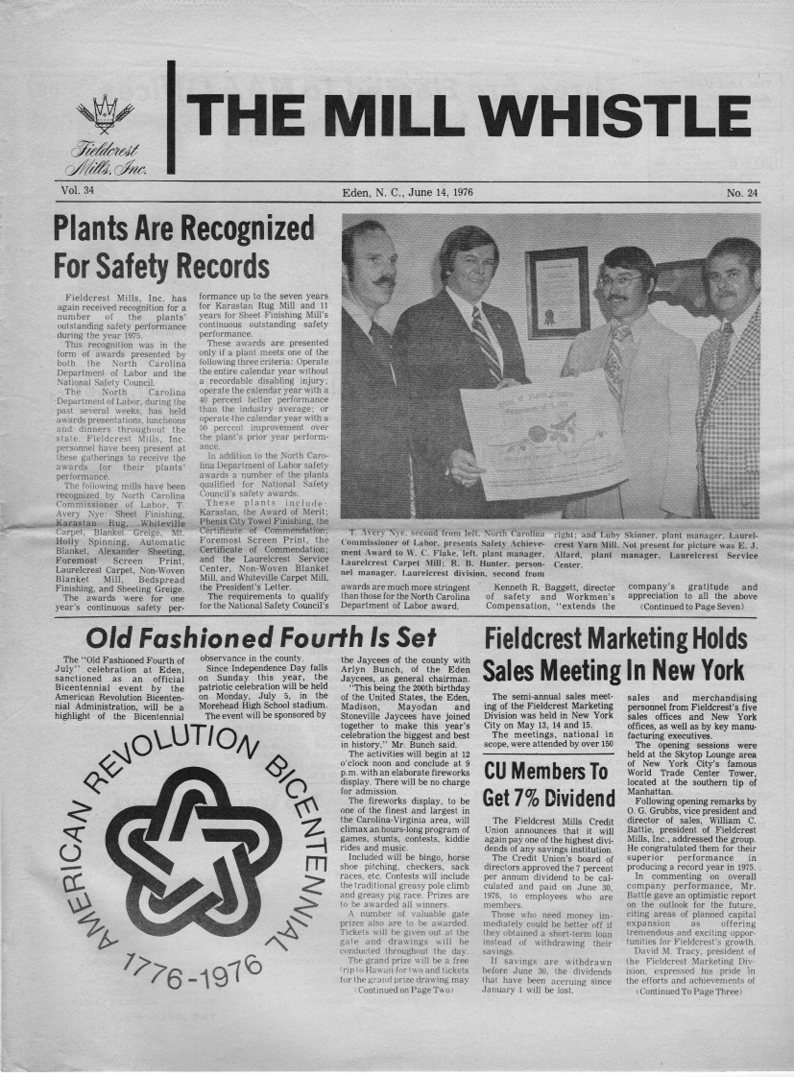 Fieldcrest
Mills, Inc.
THE MILL WHISTLE
Vol. 34
Eden, N. C., June 14, 1976
No. 24
Plants Are Recognized
For Safety Records
Fieldcrest Mills, Inc. has
again received recognition for a
number of the plants'
outstanding safety performance
during the year 1975.
This recognition was in the
form of awards presented by
both the North Carolina
Department of Labor and the
National Safety Council.
The North Carolina
Department of Labor, during the
past several weeks, has held
awards presentations, luncheons
and dinners throughout the
state. Fieldcrest Mills, Inc.
personnel have been present at
these gatherings to receive the
awards for their plants'
performance.
The following mills have been
recognized by North Carolina
Commissioner of Labor, T.
Avery Nye: Sheet Finishing,
Karastan Rug, Whiteville
Carpet, Blanket Greige, Mt.
Holly Spinning, Automatic
Blanket, Alexander Sheeting,
Foremost Screen Print,
Laurelcrest Carpet, Non-Woven
Blanket Mill, Bedspread
Finishing, and Sheeting Greige.
The awards were for one
year's continuous safety per-
formance up to the seven years
for Karastan Rug Mill and 11
years for Sheet Finishing Mill's
continuous outstanding safety
performance.
These awards are presented
only if a plant meets one of the
following three criteria: Operate
the entire calendar year without
a recordable disabling injury;
operate the calendar year with a
40 percent better performance
than the industry average; or
operate the calendar year with a
50 percent improvement over
the plant's prior year perform-
ance.
In addition to the North Caro-
lina Department of Labor safety
awards a number of the plants
qualified for National Safety
Council's safety awards.
These plants include:
Karastan, the Award of Merit;
Phenix City Towel Finishing, the
Certificate of Commendation;
Foremost Screen Print, the
Certificate of Commendation;
and the Laurelcrest Service
Center, Non-Woven Blanket
Mill, and Whiteville Carpet Mill,
the President's Letter.
The requirements to qualify
for the National Safety Council's
T. Avery Nye, second from left, North Carolina
Commissioner of Labor, presents Safety Achieve-
ment Award to W. C. Flake, left, plant manager,
Laurelcrest Carpet Mill; R. B. Hunter, person-
nel manager, Laurelcrest division, second from
right; and Luby Skinner, plant manager, Laurel-
crest Yarn Mill. Not present for picture was E. J.
Allard, plant manager, Laurelcrest Service
Center.
awards are much more stringent
than those for the North Carolina
Department of Labor award.
Kenneth R. Baggett, director
of safety and Workmen's
Compensation, "extends the
company's gratitude and
appreciation to all the above
(Continued to Page Seven)
Old Fashioned Fourth Is Set
The "Old Fashioned Fourth of
July" celebration at Eden,
sanctioned as an official
Bicentennial event by the
American Revolution Bicenten-
nial Administration, will be a
highlight of the Bicentennial
observance in the county.
Since Independence Day falls
on Sunday this year, the
patriotic celebration will be held
on Monday, July 5, in the
Morehead High School stadium.
The event will be sponsored by
AMERICAN REVOLUTION BICENTENNIAL
1776-1976
the Jaycees of the county with
Arlyn Bunch, of the Eden
Jaycees, as general chairman.
"This being the 200th birthday
of the United States, the Eden,
Madison, Mayodan and
Stoneville Jaycees have joined
together to make this year's
celebration the biggest and best
in history," Mr. Bunch said.
The activities will begin at 12
o'clock noon and conclude at 9
p.m. with an elaborate fireworks
display. There will be no charge
for admission.
The fireworks display, to be
one of the finest and largest in
the Carolina-Virginia area, will
climax an hours-long program of
games, stunts, contests, kiddie
rides and music.
Included will be bingo, horse
shoe pitching, checkers, sack
races, etc. Contests will include
the traditional greasy pole climb
and greasy pig race. Prizes are
to be awarded all winners.
A number of valuable gate
prizes also are to be awarded.
Tickets will be given out at the
gate and drawings will be
conducted throughout the day.
The grand prize will be a free
trip to Hawaii for two and tickets
for the grand prize drawing may
(Continued on Page Two)
Fieldcrest Marketing Holds
Sales Meeting In New York
The semi-annual sales meet-
ing of the Fieldcrest Marketing
Division was held in New York
City on May 13, 14 and 15.
The meetings, national in
scope, were attended by over 150
CU Members To
Get 7% Dividend
The Fieldcrest Mills Credit
Union announces that it will
again pay one of the highest divi-
dends of any savings institution.
The Credit Union's board of
directors approved the 7 percent
per annum dividend to be cal-
culated and paid on June 30,
1976, to employees who are
members.
Those who need money im-
mediately could be better off if
they obtained a short-term loan
instead of withdrawing their
savings.
If savings are withdrawn
before June 30, the dividends
that have been accruing since
January 1 will be lost.
sales and merchandising
personnel from Fieldcrest's five
sales offices and New York
offices, as well as by key manu-
facturing executives.
The opening sessions were
held at the Skytop Lounge area
of New York City's famous
World Trade Center Tower,
located at the southern tip of
Manhattan.
Following opening remarks by
O. G. Grubbs, vice president and
director of sales, William C.
Battle, president of Fieldcrest
Mills, Inc., addressed the group.
He congratulated them for their
superior performance in
producing a record year in 1975.
In commenting on overall
company performance, Mr.
Battle gave an optimistic report
on the outlook for the future,
citing areas of planned capital
expansion as offering
tremendous and exciting oppor-
tunities for Fieldcrest's growth.
David M. Tracy, president of
the Fieldcrest Marketing Div-
ision, expressed his pride in
the efforts and achievements of
(Continued To Page Three)